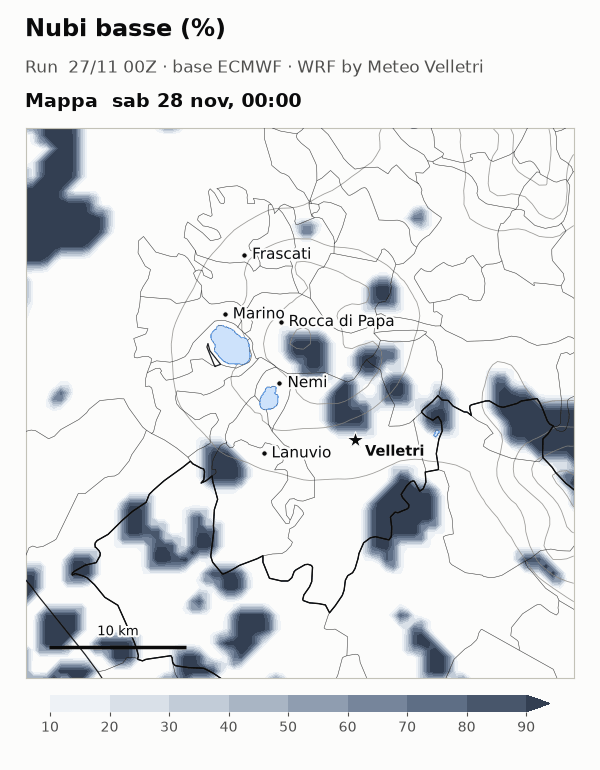 Nubi basse (%)
Run  27/11 00Z · base ECMWF · WRF by Meteo Velletri
Mappa  sab 28 nov, 00:00
Frascati
Marino
Rocca di Papa
Nemi
Velletri
Lanuvio
10 km
10 20 30 40 50 60 70 80 90